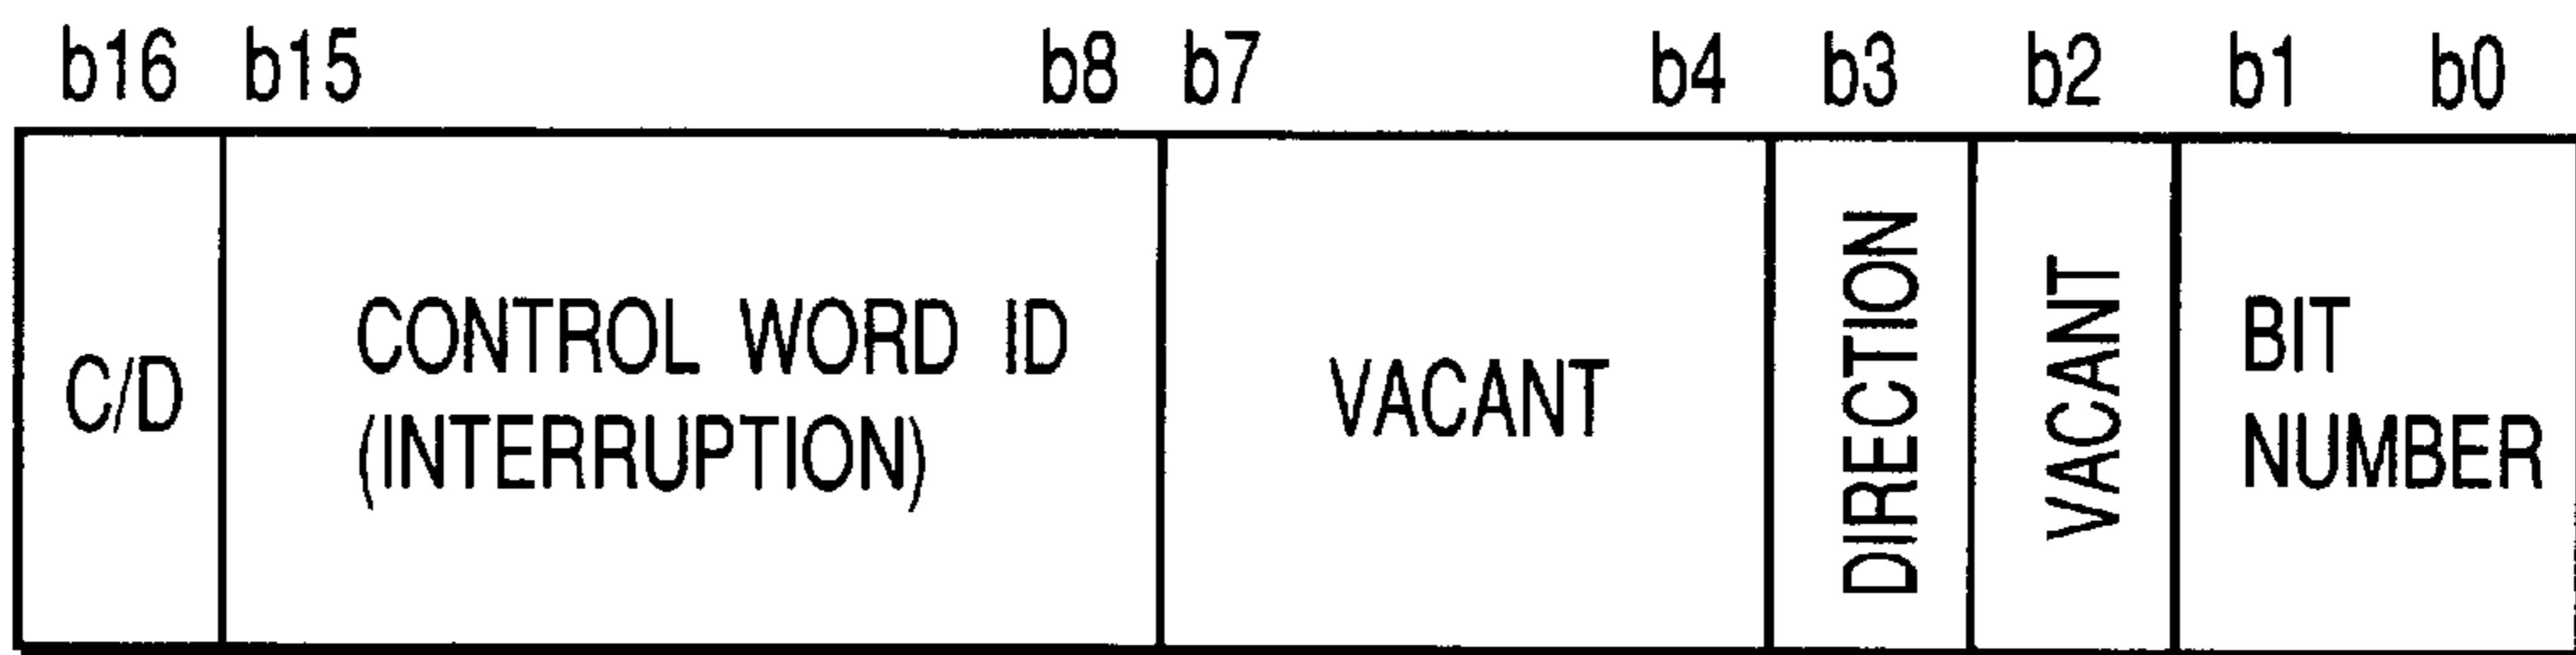 b16 b15 b8 b7 b4 b3 b2 b1 b0
C/D
CONTROL WORD ID
(INTERRUPTION)
VACANT
DIRECTION
VACANT
BIT
NUMBER